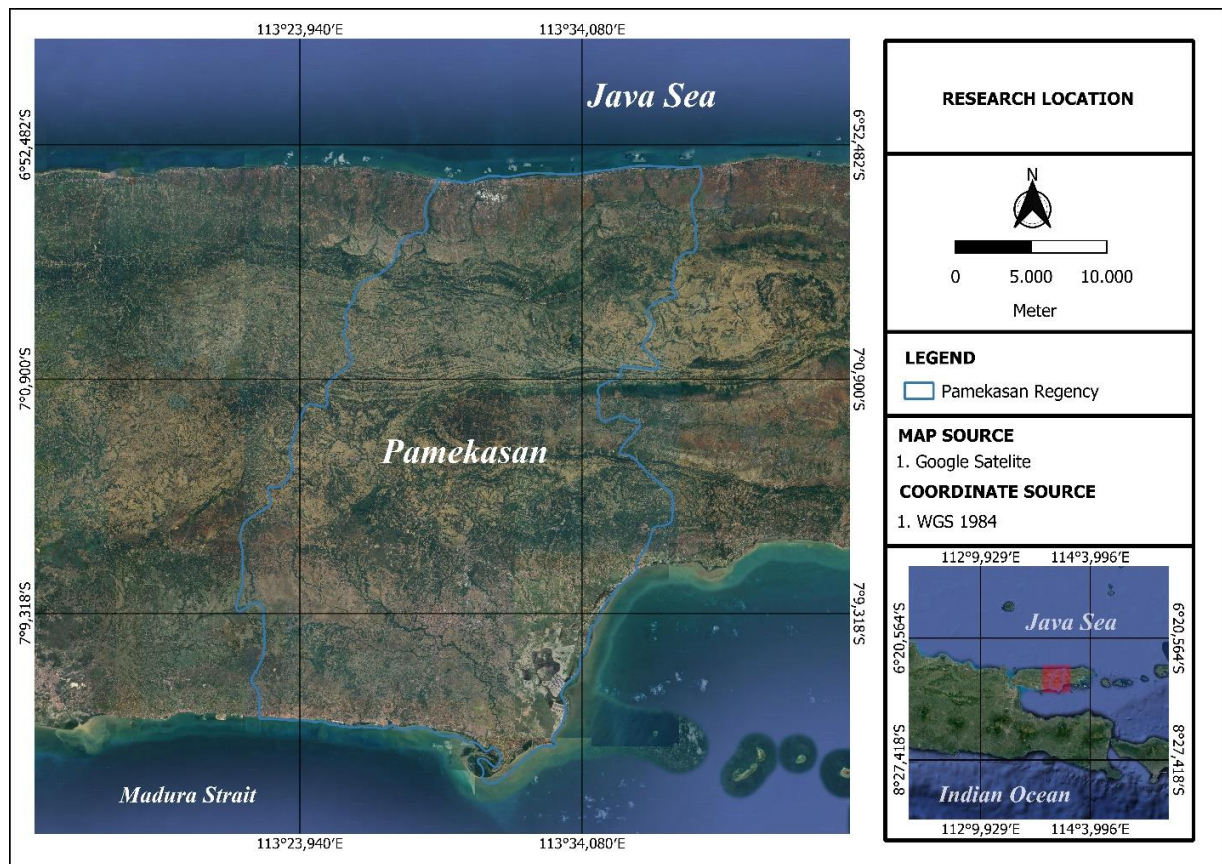 113°23,940′E
113°34,080′E
Java Sea
6°52,482′S
6°52,482′S
7°0,900′S
7°0,900′S
Pamekasan
7°9,318′S
7°9,318′S
Madura Strait
113°23,940′E
113°34,080′E
RESEARCH LOCATION
N
0
5.000
10.000
Meter
LEGEND
Pamekasan Regency
MAP SOURCE
1. Google Satelite
COORDINATE SOURCE
1. WGS 1984
112°9,929′E
114°3,996′E
6°20,564′S
6°20,564′S
Java Sea
8°27,418′S
8°27,418′S
Indian Ocean
112°9,929′E
114°3,996′E